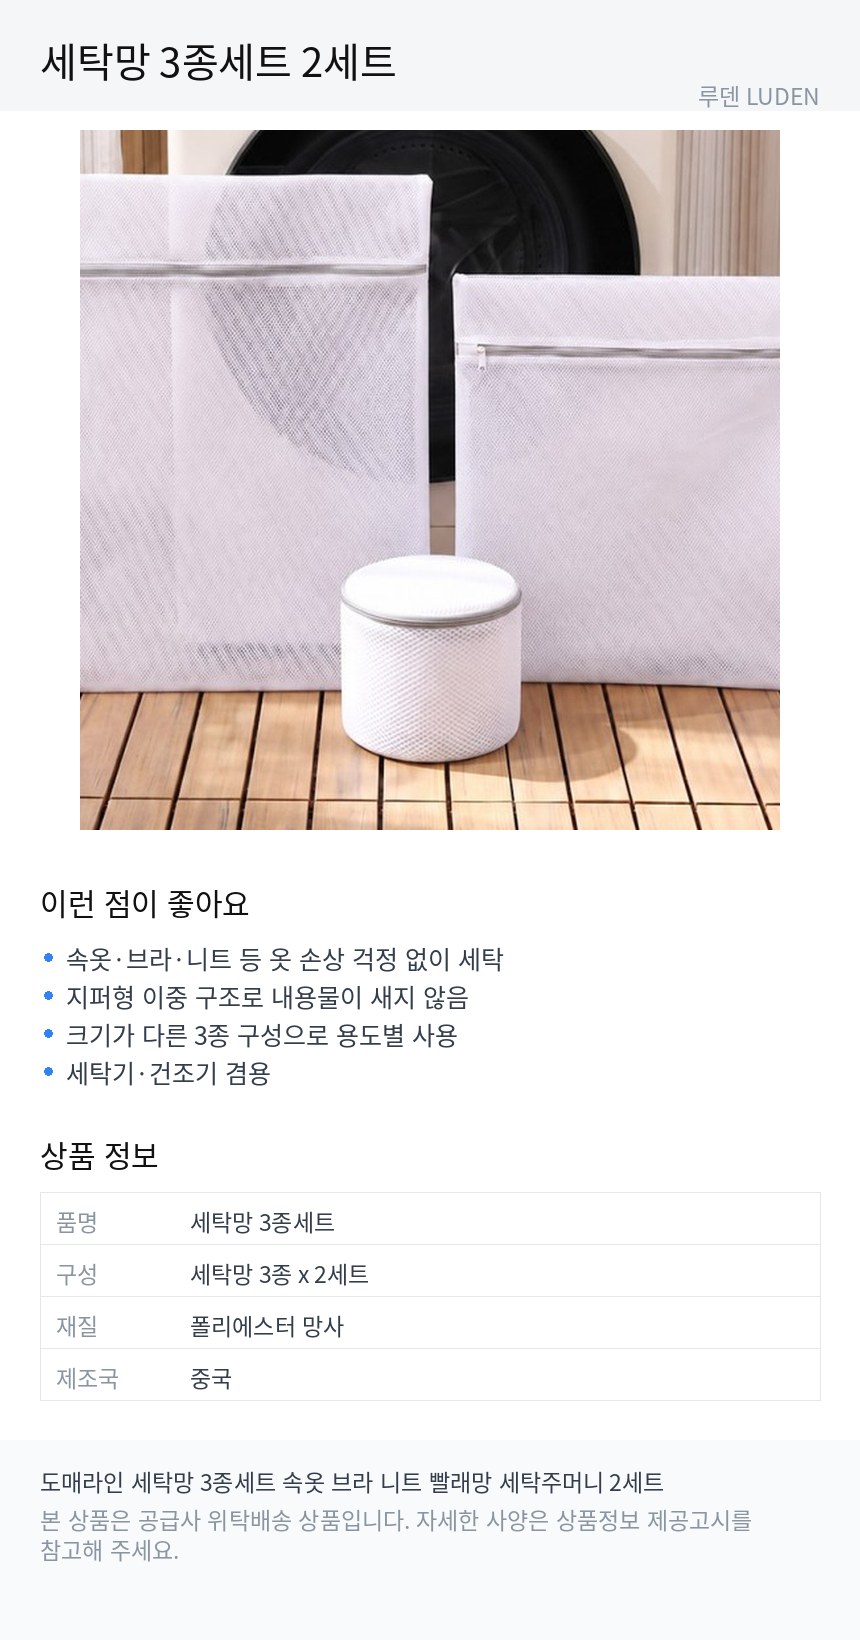 세탁망 3종세트 2세트
루덴 LUDEN
이런 점이 좋아요
속옷·브라·니트 등 옷 손상 걱정 없이 세탁
지퍼형 이중 구조로 내용물이 새지 않음
크기가 다른 3종 구성으로 용도별 사용
세탁기·건조기 겸용
상품 정보
품명 세탁망 3종세트
구성 세탁망 3종 x 2세트
재질 폴리에스터 망사
제조국 중국
도매라인 세탁망 3종세트 속옷 브라 니트 빨래망 세탁주머니 2세트
본 상품은 공급사 위탁배송 상품입니다. 자세한 사양은 상품정보 제공고시를
참고해 주세요.